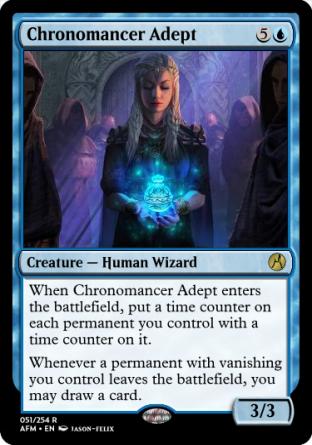 Chronomancer Adept 5
Creature — Human Wizard
When Chronomancer Adept enters
the battlefield, put a time counter on
each permanent you control with a
time counter on it.
Whenever a permanent with vanishing
you control leaves the battlefield, you
may draw a card.
051/254 R
AFM • EN JASON-FELIX
3/3